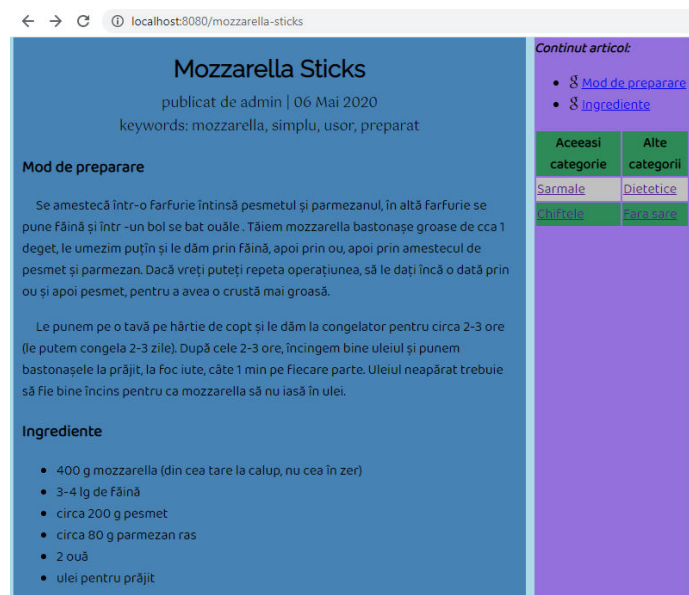 localhost:8080/mozzarella-sticks
Mozzarella Sticks
publicat de admin | 06 Mai 2020
keywords: mozzarella, simplu, usor, preparat
Mod de preparare
Se amestecă într-o farfurie întinsă pesmetul și parmezanul, în altă farfurie se
pune făină și într -un bol se bat ouăle . Tăiem mozzarella bastonașe groase de cca 1
deget, le umezim puțîn și le dăm prin făină, apoi prin ou, apoi prin amestecul de
pesmet și parmezan. Dacă vreți puteți repeta operațiunea, să le dați încă o dată prin
ou și apoi pesmet, pentru a avea o crustă mai groasă.
Le punem pe o tavă pe hârtie de copt și le dăm la congelator pentru circa 2-3 ore
(le putem congela 2-3 zile). După cele 2-3 ore, încingem bine uleiul și punem
bastonașele la prăjit, la foc iute, câte 1 min pe fiecare parte. Uleiul neapărat trebuie
să fie bine încins pentru ca mozzarella să nu iasă în ulei.
Ingrediente
400 g mozzarella (din cea tare la calup, nu cea în zer)
3-4 lg de făină
circa 200 g pesmet
circa 80 g parmezan ras
2 ouă
ulei pentru prăjit
Continut articol:
Mod de preparare
Ingrediente
Aceeasi Alte
categorie categorii
Sarmale Dietetice
Chiftele Fara sare